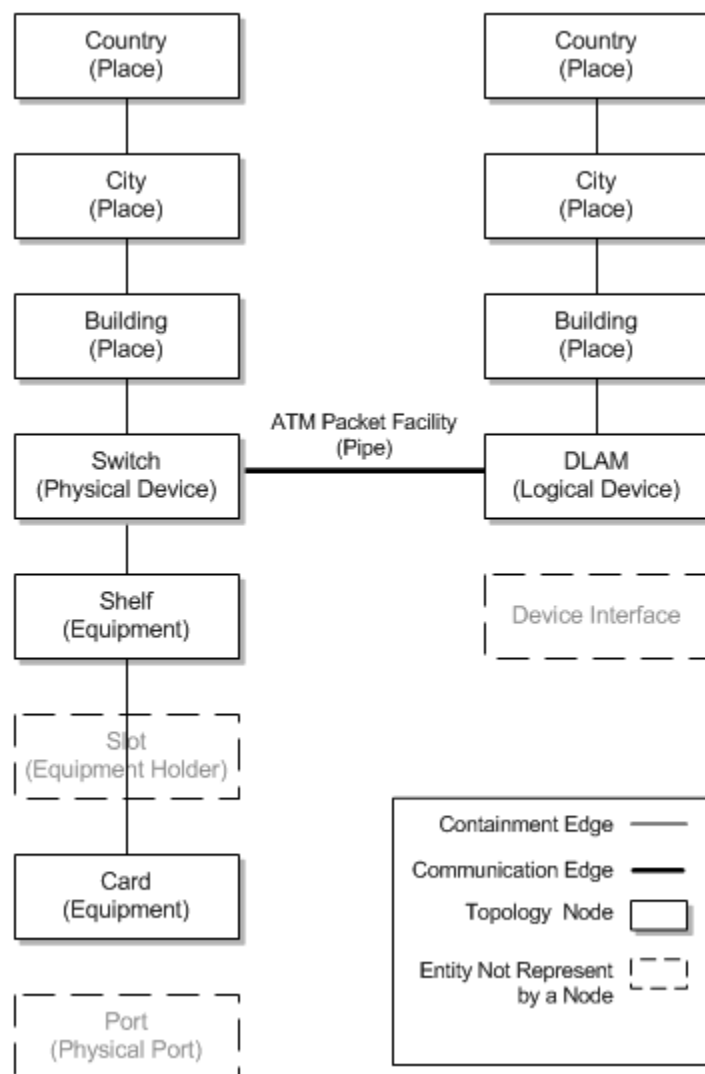 Country
(Place)
City
(Place)
Building
(Place)
Switch
(Physical Device)
Shelf
(Equipment)
Slot
(Equipment Holder)
Card
(Equipment)
Port
(Physical Port)
ATM Packet Facility
(Pipe)
Country
(Place)
City
(Place)
Building
(Place)
DLAM
(Logical Device)
Device Interface
Containment Edge
Communication Edge
Topology Node
Entity Not Represent
by a Node